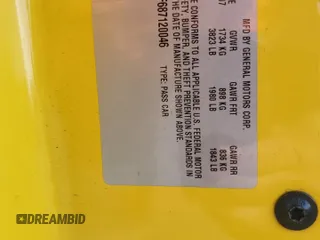 MFD BY GENERAL MOTORS CORP.
GVWR GAWR FRT GAWR RR
1734 KG 898 KG 836 KG
3823 LB 1980 LB 1843 LB
CONFORMS TO ALL APPLICABLE U.S. FEDERAL MOTOR
ETY, BUMPER, AND THEFT PREVENTION STANDARDS IN
THE DATE OF MANUFACTURE SHOWN ABOVE.
687120046 TYPE: PASS CAR
DREAMBID